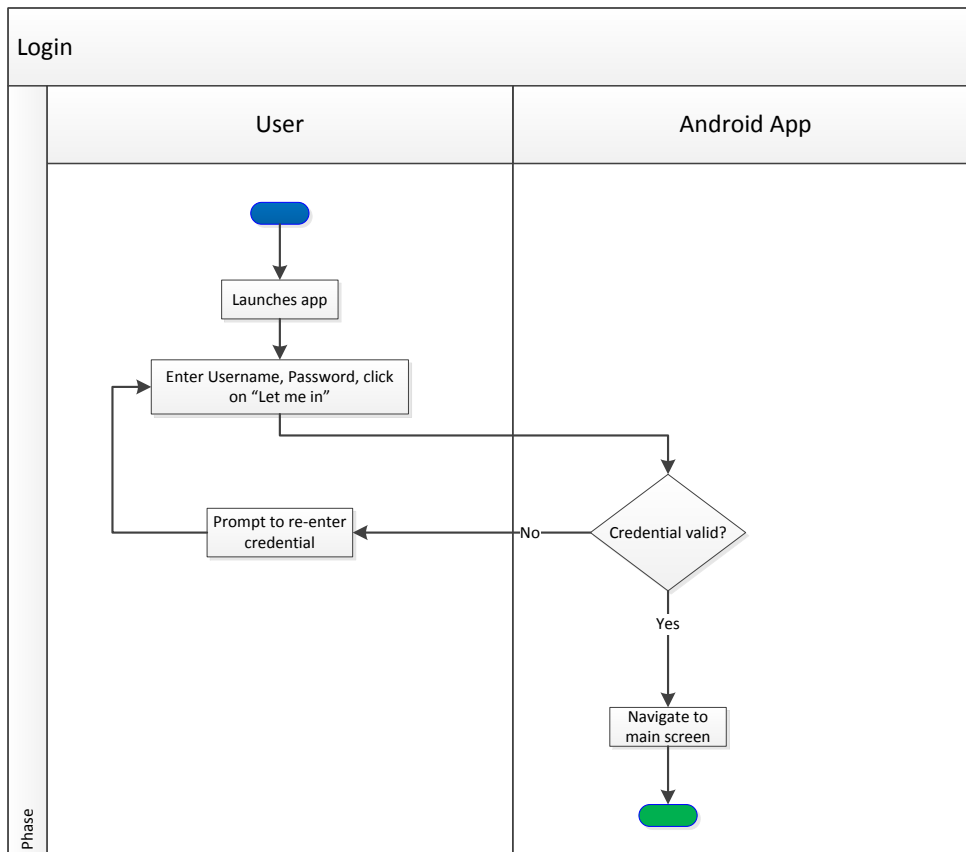 Login
User
Android App
Launches app
Enter Username, Password, click
on “Let me in”
Prompt to re-enter
credential
No
Credential valid?
Yes
Navigate to
main screen
Phase